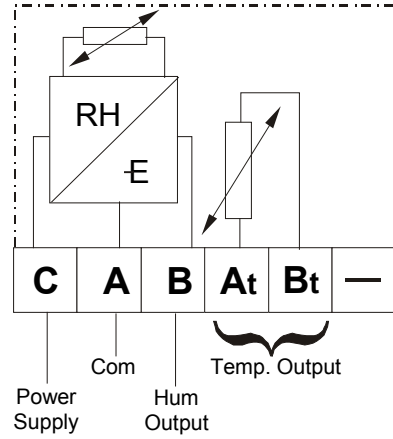 RH
E
C A B At Bt —
Com
Temp. Output
Power
Supply
Hum
Output